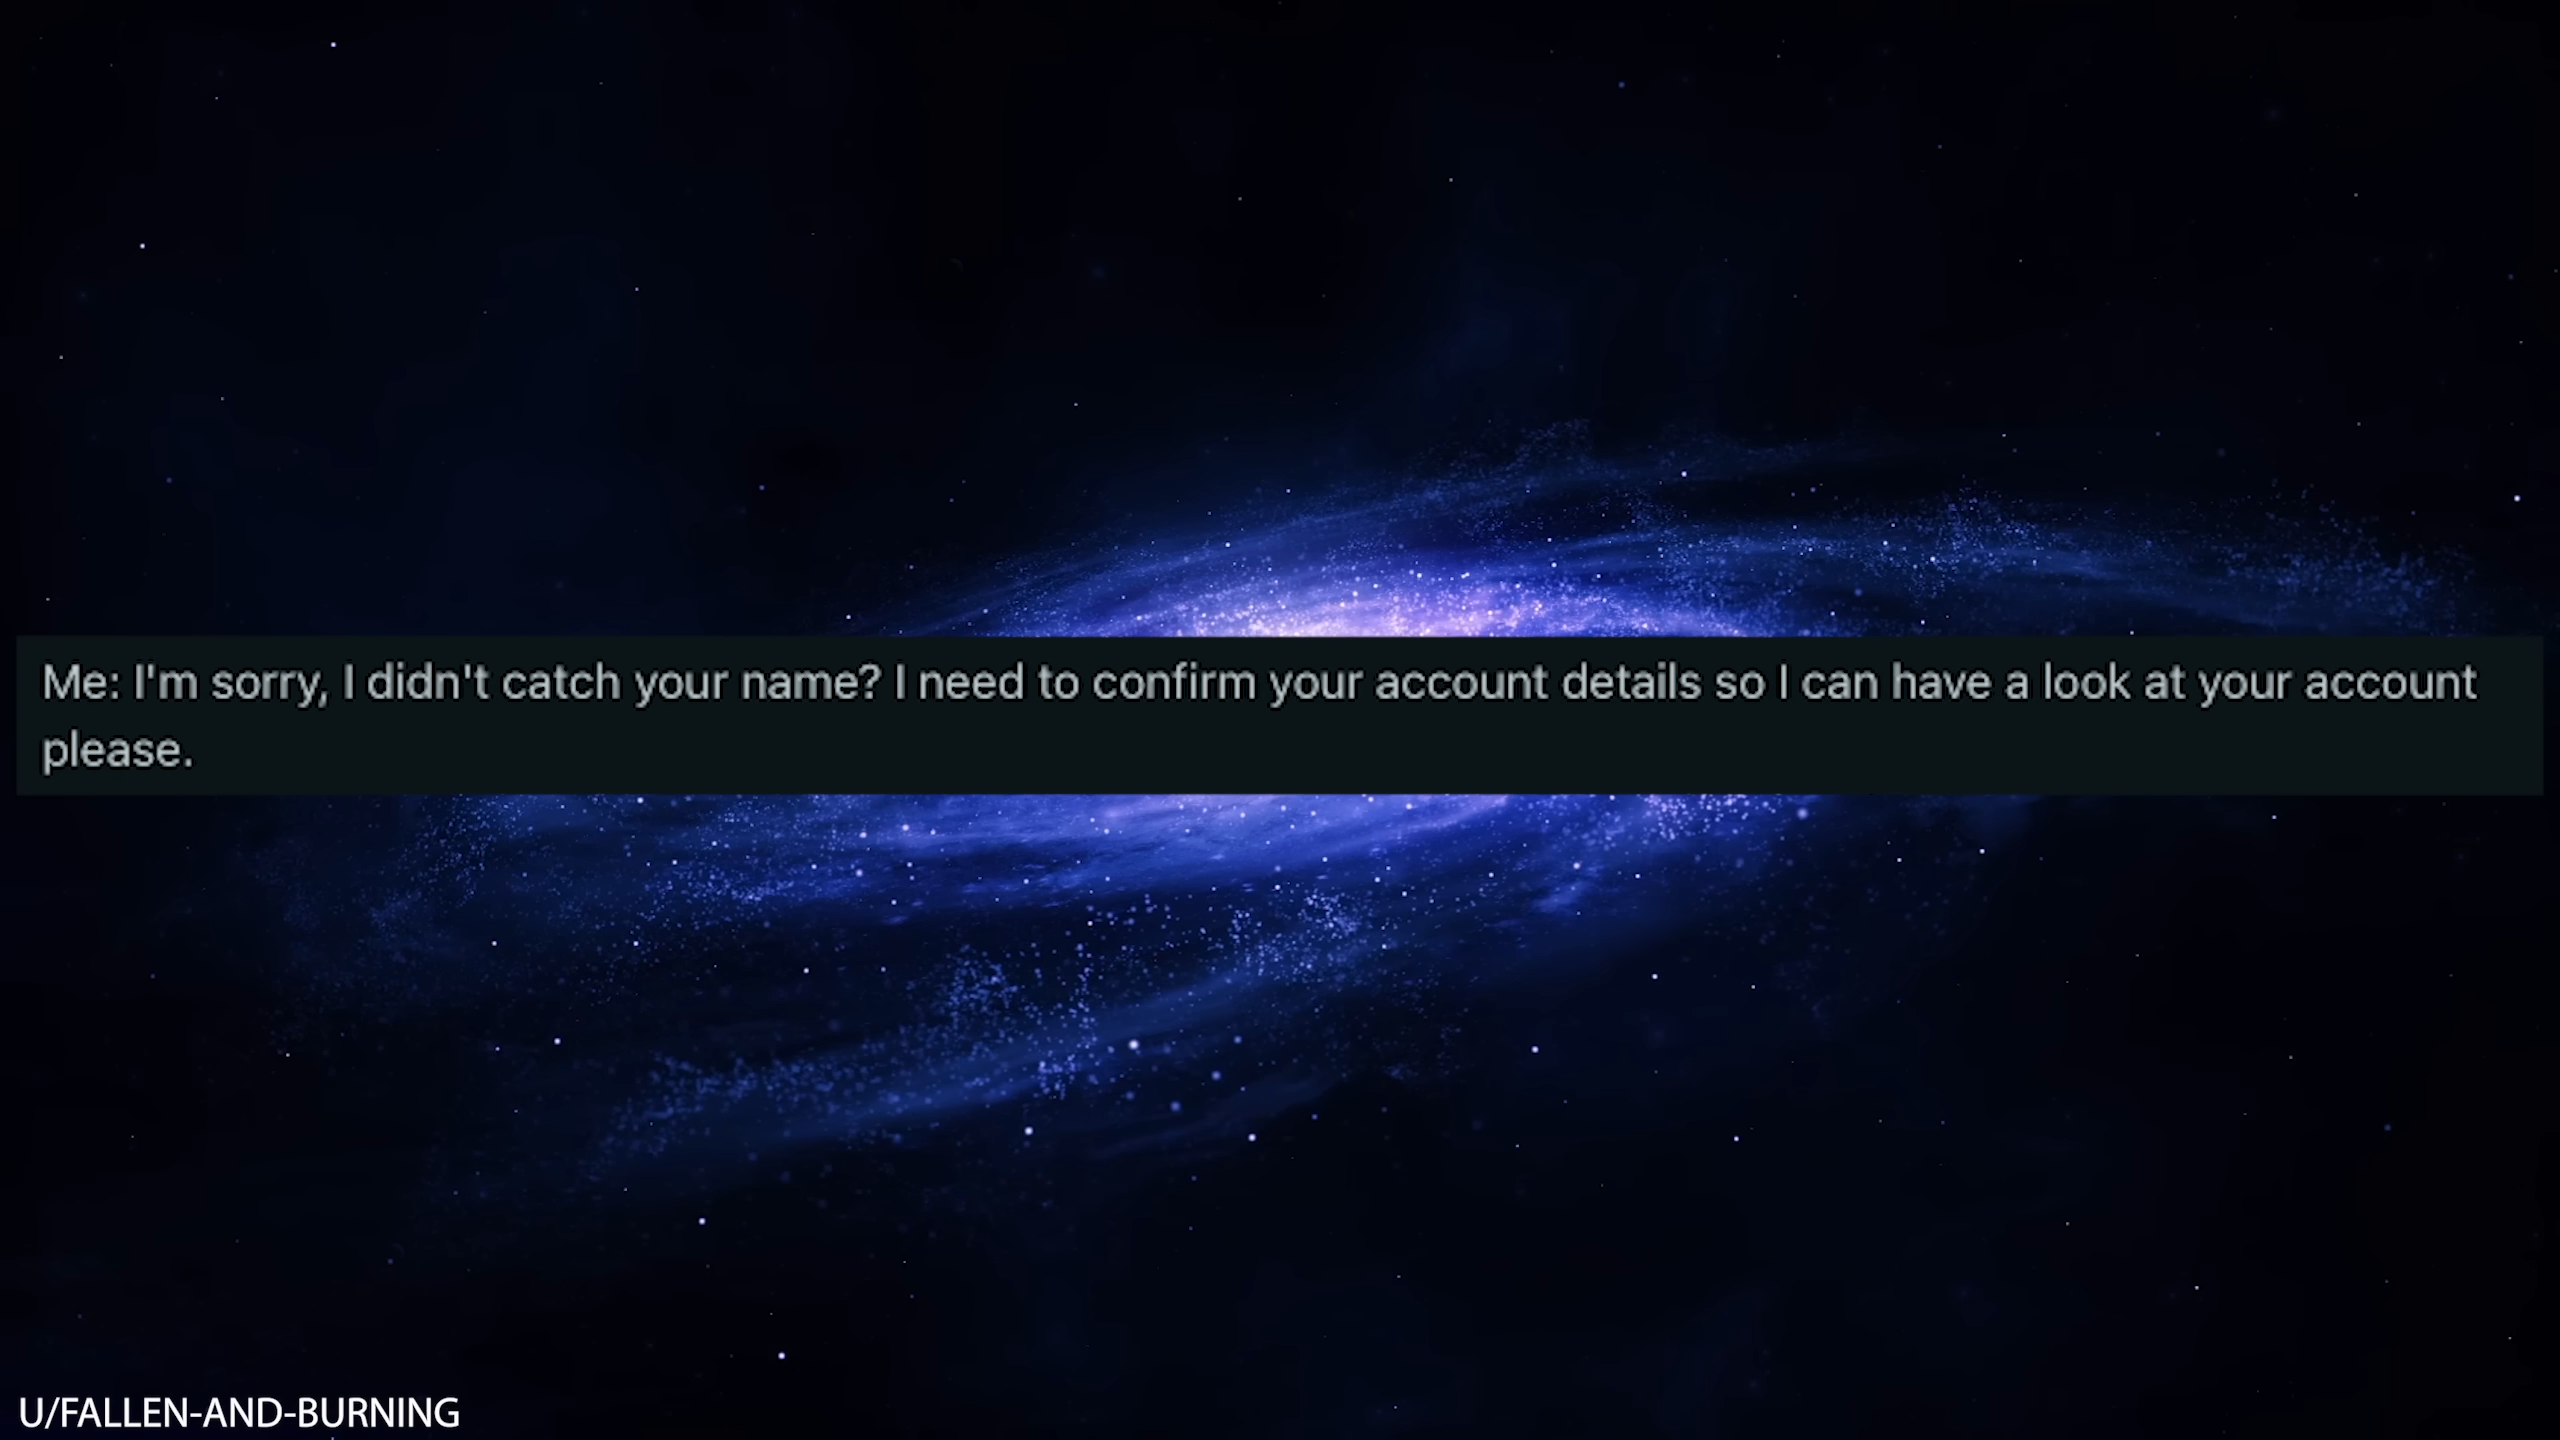 Me: I'm sorry, I didn't catch your name? I need to confirm your account details so I can have a look at your account
please.
U/FALLEN-AND-BURNING